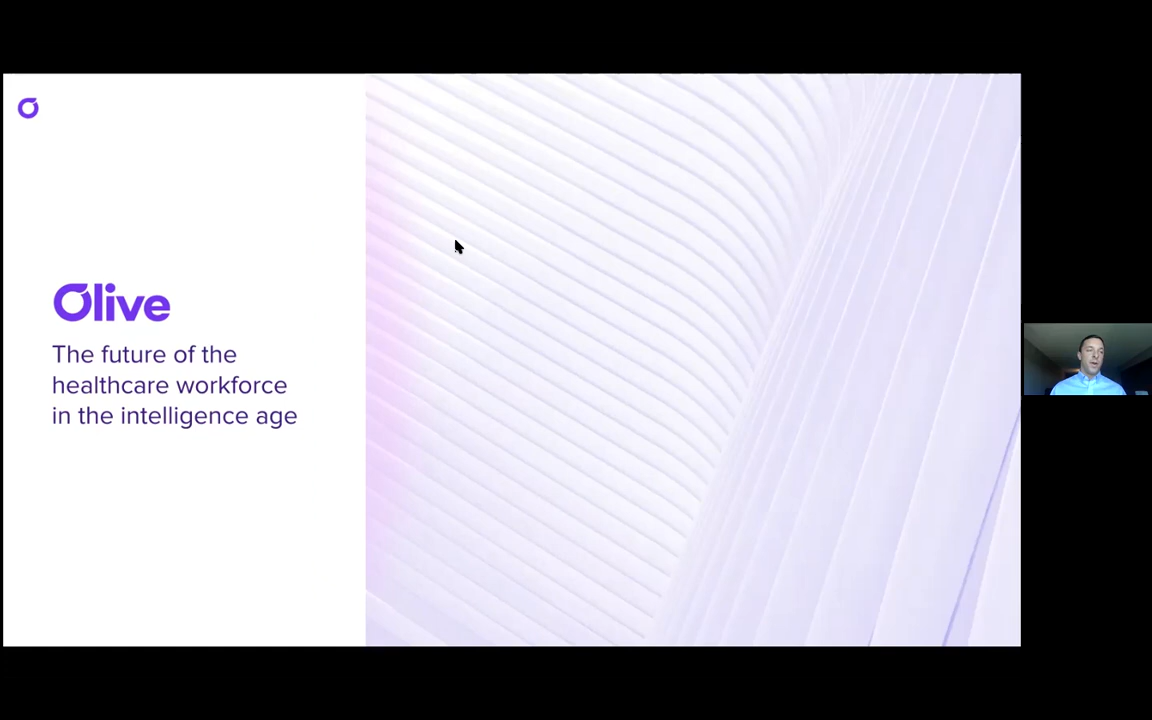 Olive
The future of the
healthcare workforce
in the intelligence age